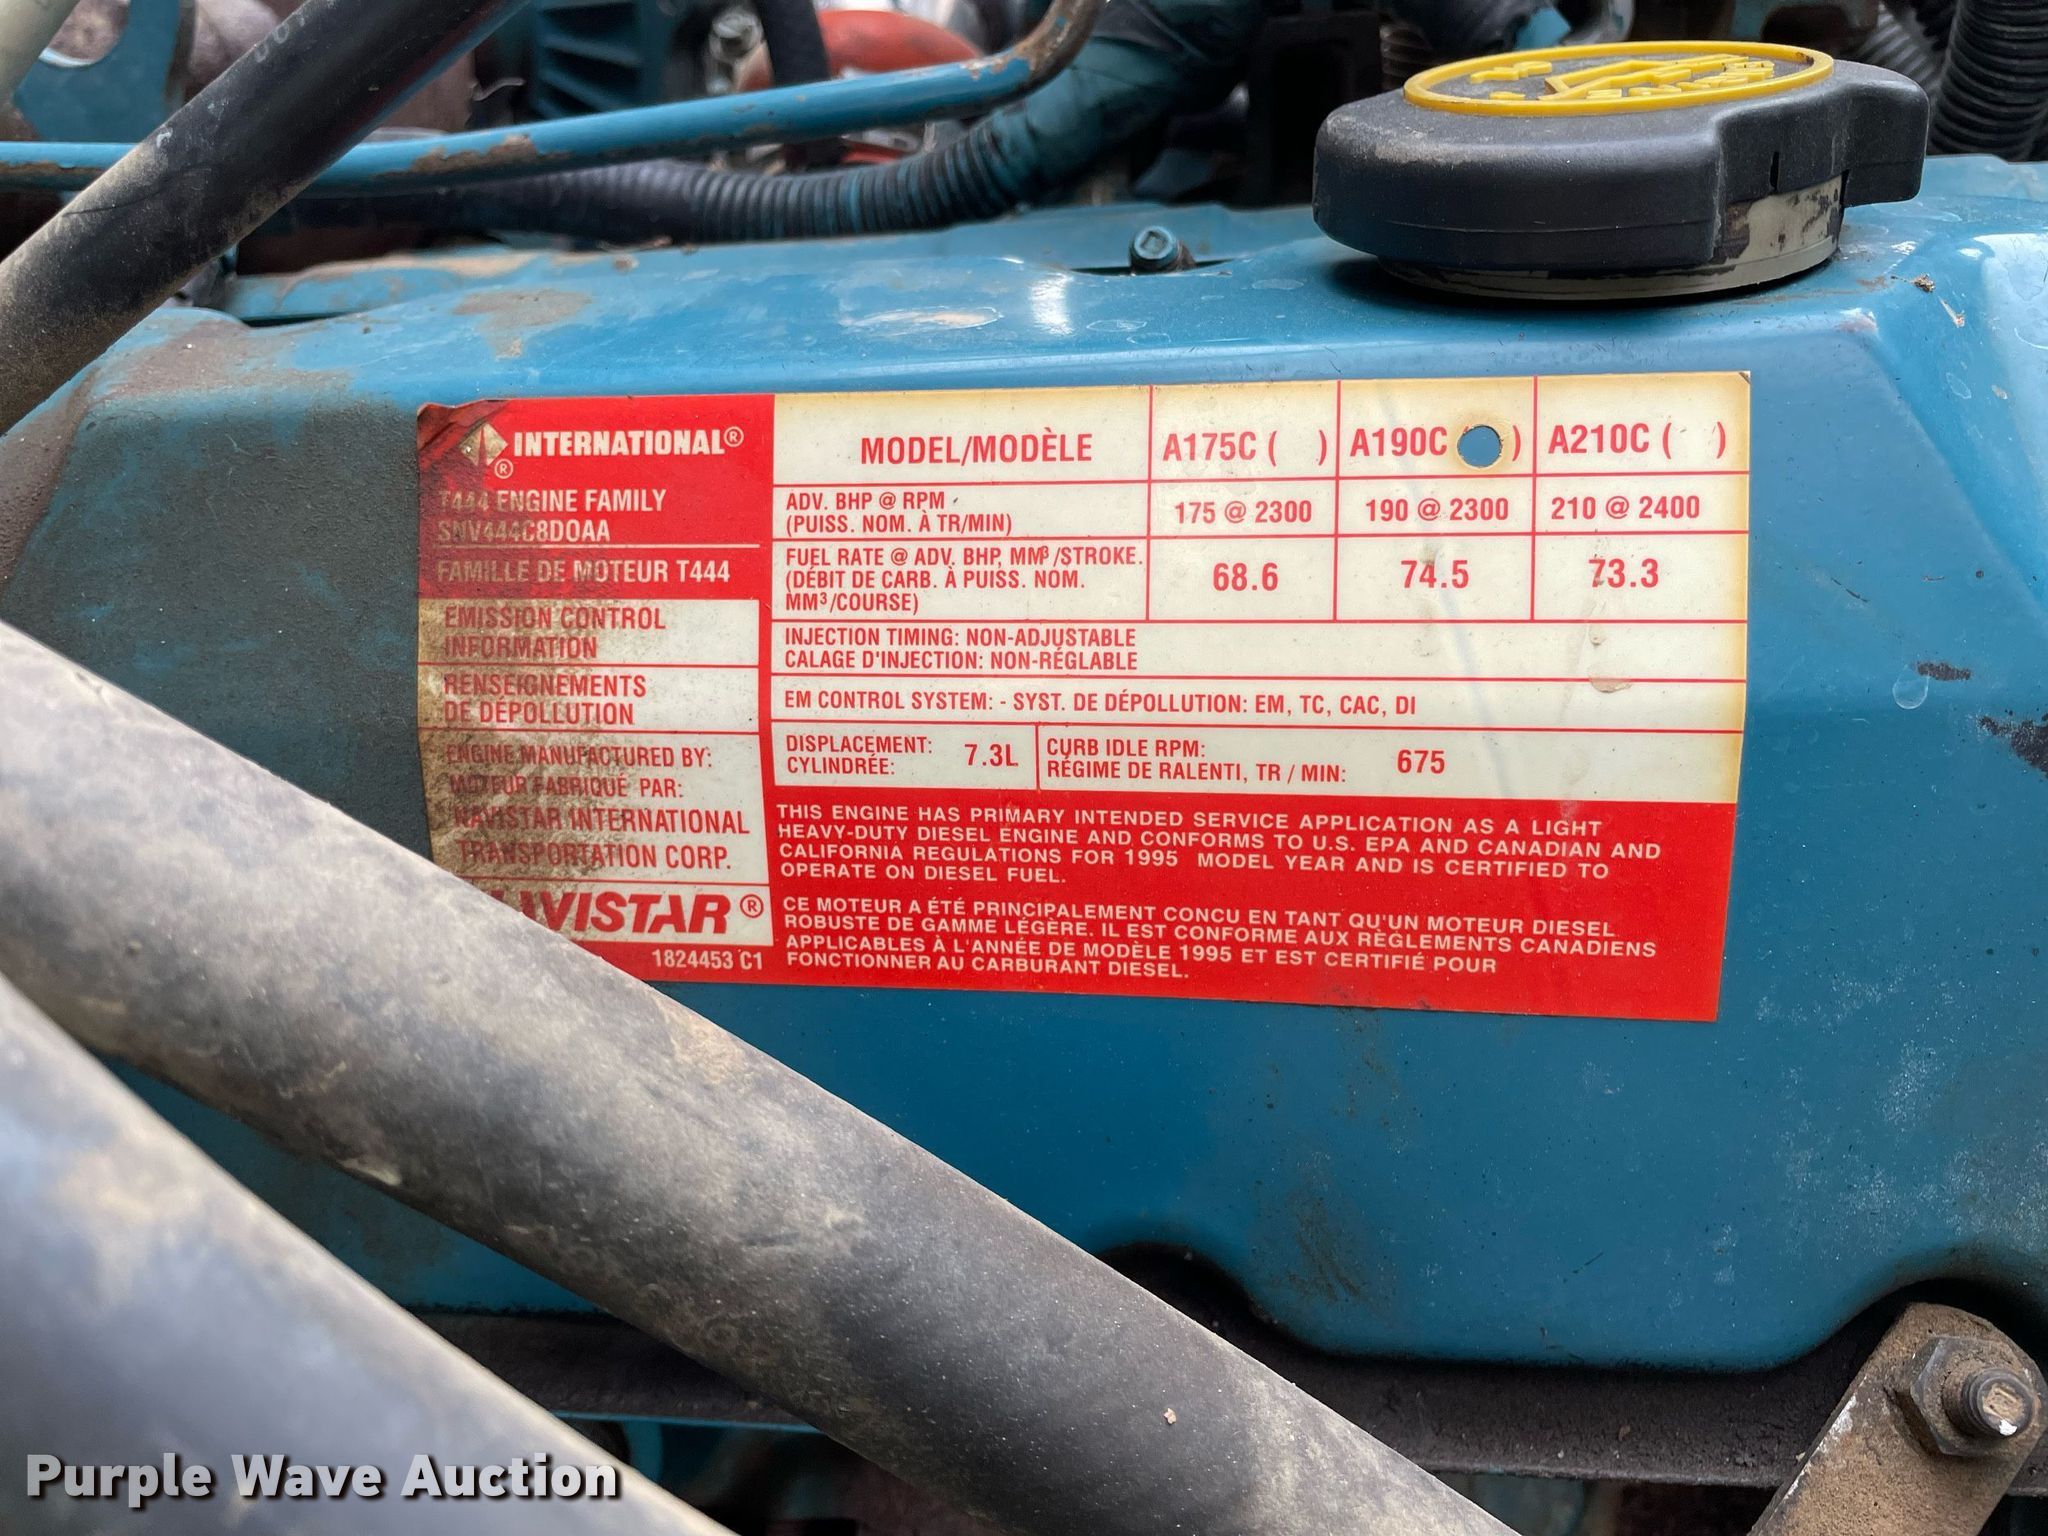 INTERNATIONAL®
®
T444 ENGINE FAMILY
SNV444C8D0AA
FAMILLE DE MOTEUR T444
EMISSION CONTROL
INFORMATION
RENSEIGNEMENTS
DE DÉPOLLUTION
ENGINE MANUFACTURED BY:
MOTEUR FABRIQUÉ PAR:
NAVISTAR INTERNATIONAL
TRANSPORTATION CORP.
NAVISTAR®
1824453 C1
MODEL/MODÈLE A175C ( ) A190C ) A210C ( )
ADV. BHP @ RPM
(PUISS. NOM. À TR/MIN) 175 @ 2300 190 @ 2300 210 @ 2400
FUEL RATE @ ADV. BHP, MM³/STROKE.
(DÉBIT DE CARB. À PUISS. NOM. 68.6 74.5 73.3
MM³/COURSE)
INJECTION TIMING: NON-ADJUSTABLE
CALAGE D'INJECTION: NON-RÉGLABLE
EM CONTROL SYSTEM: - SYST. DE DÉPOLLUTION: EM, TC, CAC, DI
DISPLACEMENT:
CYLINDRÉE: 7.3L
CURB IDLE RPM:
RÉGIME DE RALENTI, TR / MIN: 675
THIS ENGINE HAS PRIMARY INTENDED SERVICE APPLICATION AS A LIGHT
HEAVY-DUTY DIESEL ENGINE AND CONFORMS TO U.S. EPA AND CANADIAN AND
CALIFORNIA REGULATIONS FOR 1995 MODEL YEAR AND IS CERTIFIED TO
OPERATE ON DIESEL FUEL.
CE MOTEUR A ÉTÉ PRINCIPALEMENT CONCU EN TANT QU'UN MOTEUR DIESEL
ROBUSTE DE GAMME LÉGÈRE. IL EST CONFORME AUX RÈGLEMENTS CANADIENS
APPLICABLES À L'ANNÉE DE MODÈLE 1995 ET EST CERTIFIÉ POUR
FONCTIONNER AU CARBURANT DIESEL.
Purple Wave Auction